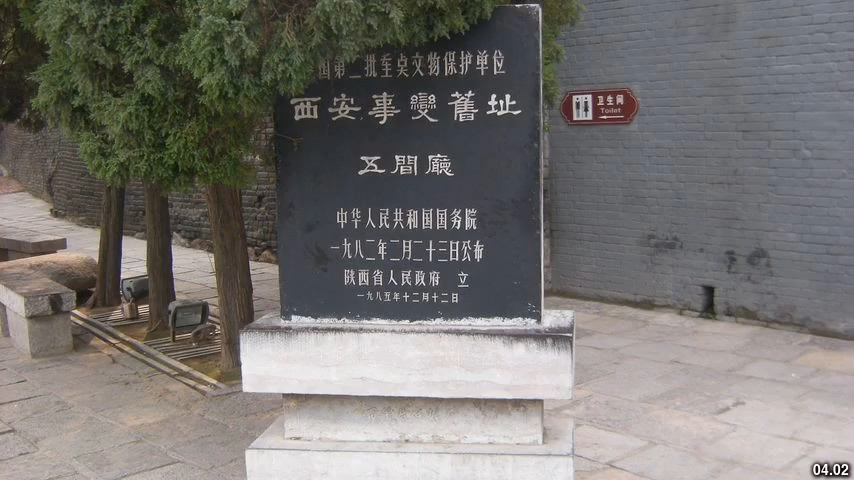 国第二批重点文物保护单位
西安事變舊址
五間廳
中华人民共和国国务院
一九八二年二月二十三日公布
陕西省人民政府 立
一九八五年十二月十二日
卫生间
Toilet
04.02